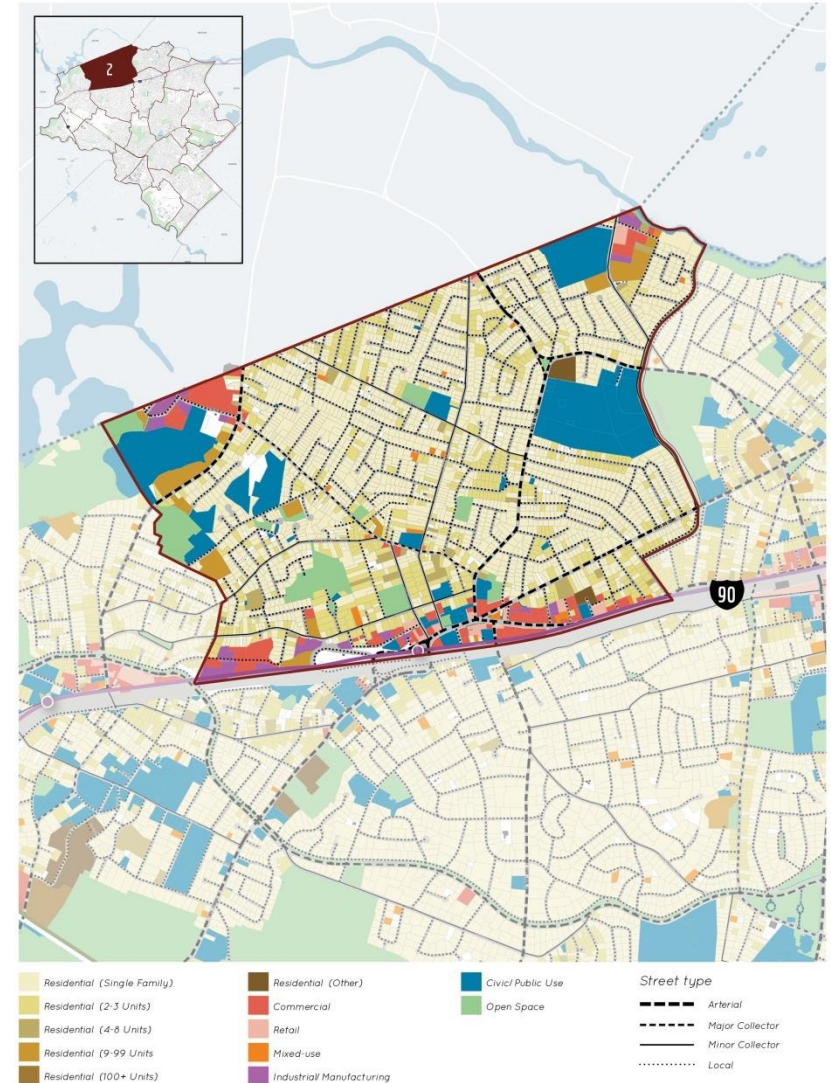 2
90
Residential (Single Family)
Residential (2-3 Units)
Residential (4-8 Units)
Residential (9-99 Units
Residential (100+ Units)
Residential (Other)
Commercial
Retail
Mixed-use
Industrial/ Manufacturing
Civic/ Public Use
Open Space
Street type
Arterial
Major Collector
Minor Collector
Local